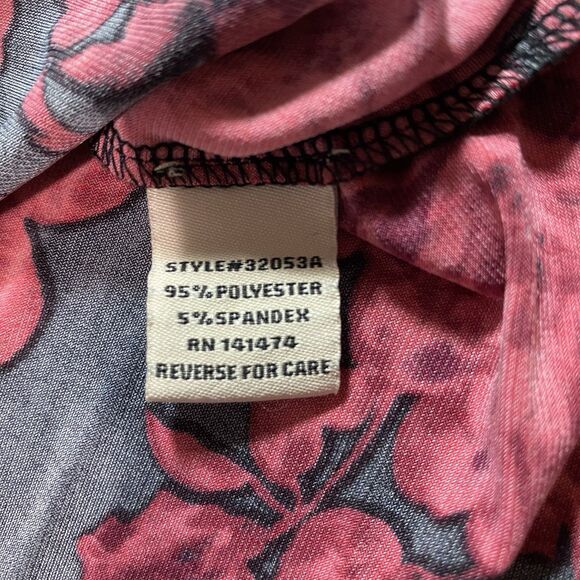 STYLE#32053A
95% POLYESTER
5% SPANDEX
RN 141474
REVERSE FOR CARE